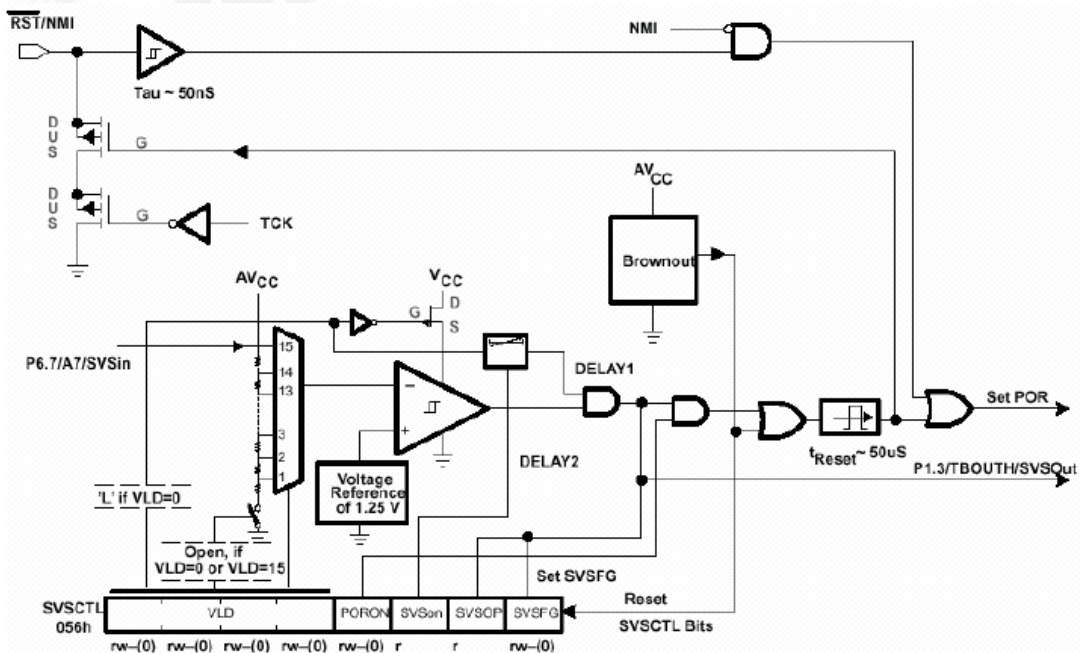 RST/NMI
NMI
Tau ~ 50nS
D
U
S
G
D
U
S
G
TCK
AVCC
Brownout
AVCC
VCC
G
D
S
P6.7/A7/SVSin
15
14
13
3
2
1
DELAY1
DELAY2
Set POR
tReset ~ 50uS
P1.3/TBOUTH/SVSOut
Voltage
Reference
of 1.25 V
'L' if VLD=0
Open, if
VLD=0 or VLD=15
Set SVSFG
Reset
SVSCTL Bits
SVSCTL
056h
VLD
PORON
SVSon
SVSOP
SVSFG
rw-(0) rw-(0) rw-(0) rw-(0) rw-(0) r r rw-(0)